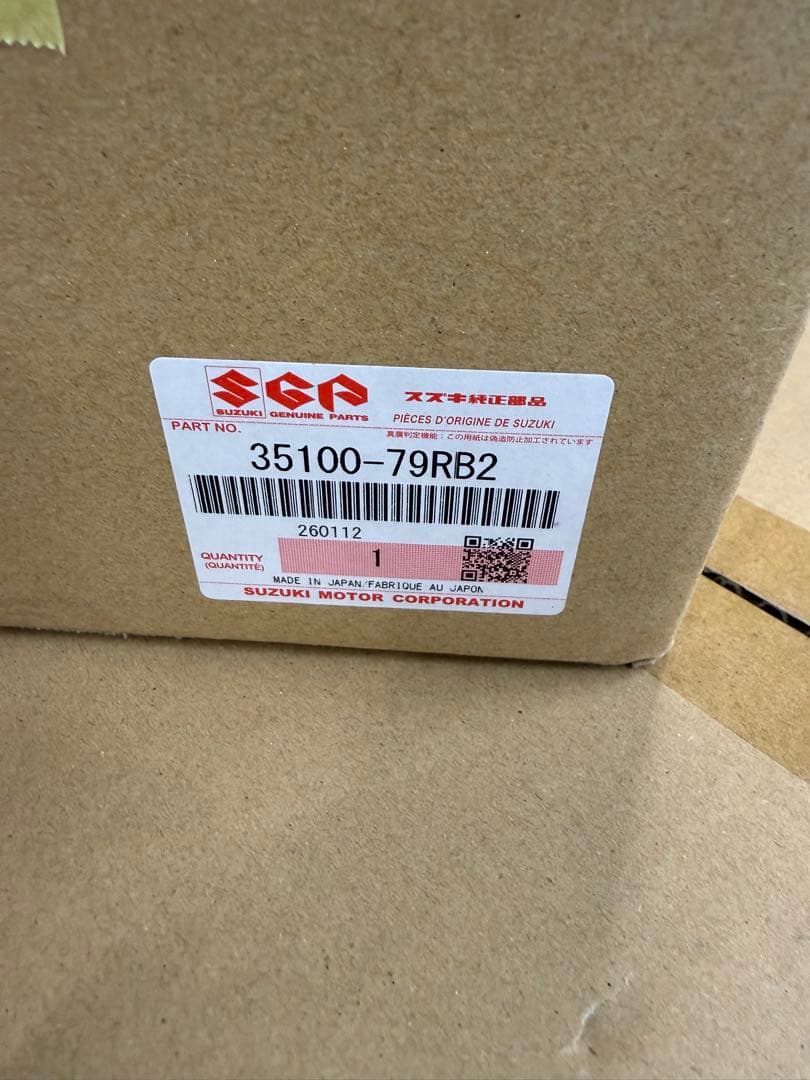 SGP
SUZUKI GENUINE PARTS
スズキ純正部品
PIÈCES D'ORIGINE DE SUZUKI
PART NO.
真贋判定機能：この用紙は偽造防止加工されています
35100-79RB2
260112
QUANTITY
(QUANTITÉ)
1
MADE IN JAPAN/FABRIQUE AU JAPON
SUZUKI MOTOR CORPORATION